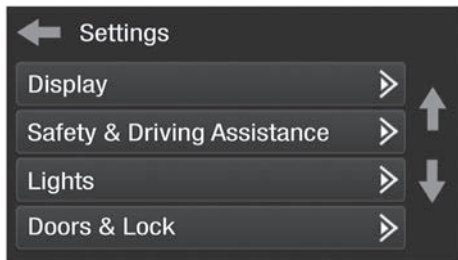 Settings
Display
Safety & Driving Assistance
Lights
Doors & Lock